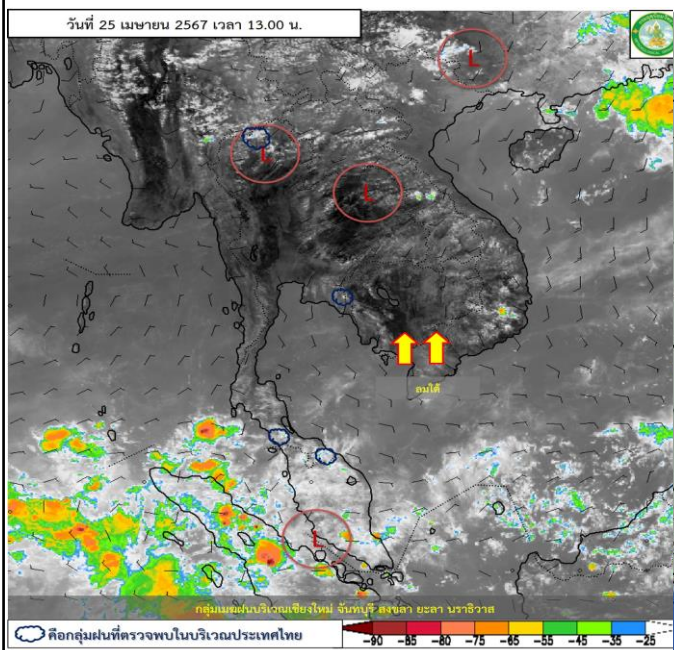 วันที่ 25 เมษายน 2567 เวลา 13.00 น.
L
L
L
ลมใต้
L
กลุ่มเมฆฝนบริเวณเชียงใหม่ จันทบุรี สงขลา ยะลา นราธิวาส
คือกลุ่มฝนที่ตรวจพบในบริเวณประเทศไทย
-90 -85 -80 -75 -65 -55 -45 -35 -25